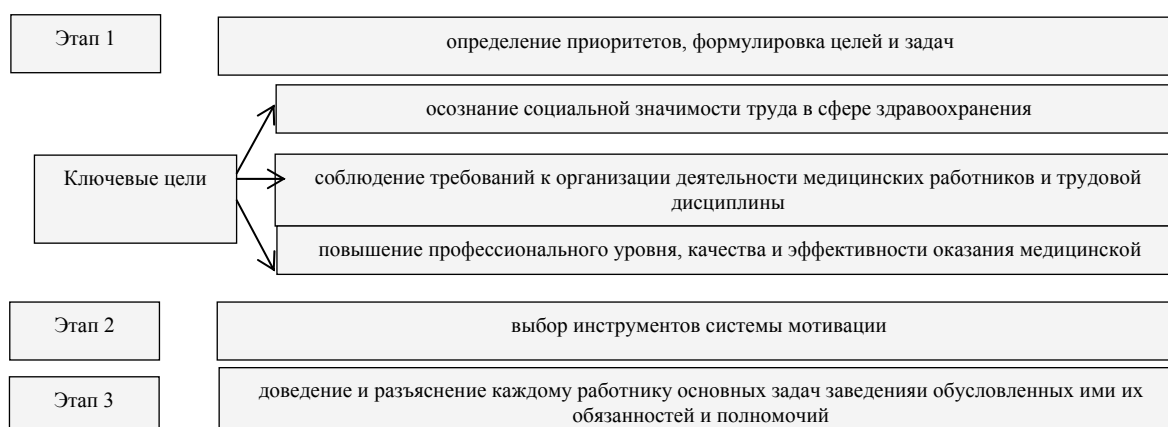 Этап 1
определение приоритетов, формулировка целей и задач
осознание социальной значимости труда в сфере здравоохранения
Ключевые цели
соблюдение требований к организации деятельности медицинских работников и трудовой
дисциплины
повышение профессионального уровня, качества и эффективности оказания медицинской
Этап 2
выбор инструментов системы мотивации
Этап 3
доведение и разъяснение каждому работнику основных задач заведенияи обусловленных ими их
обязанностей и полномочий